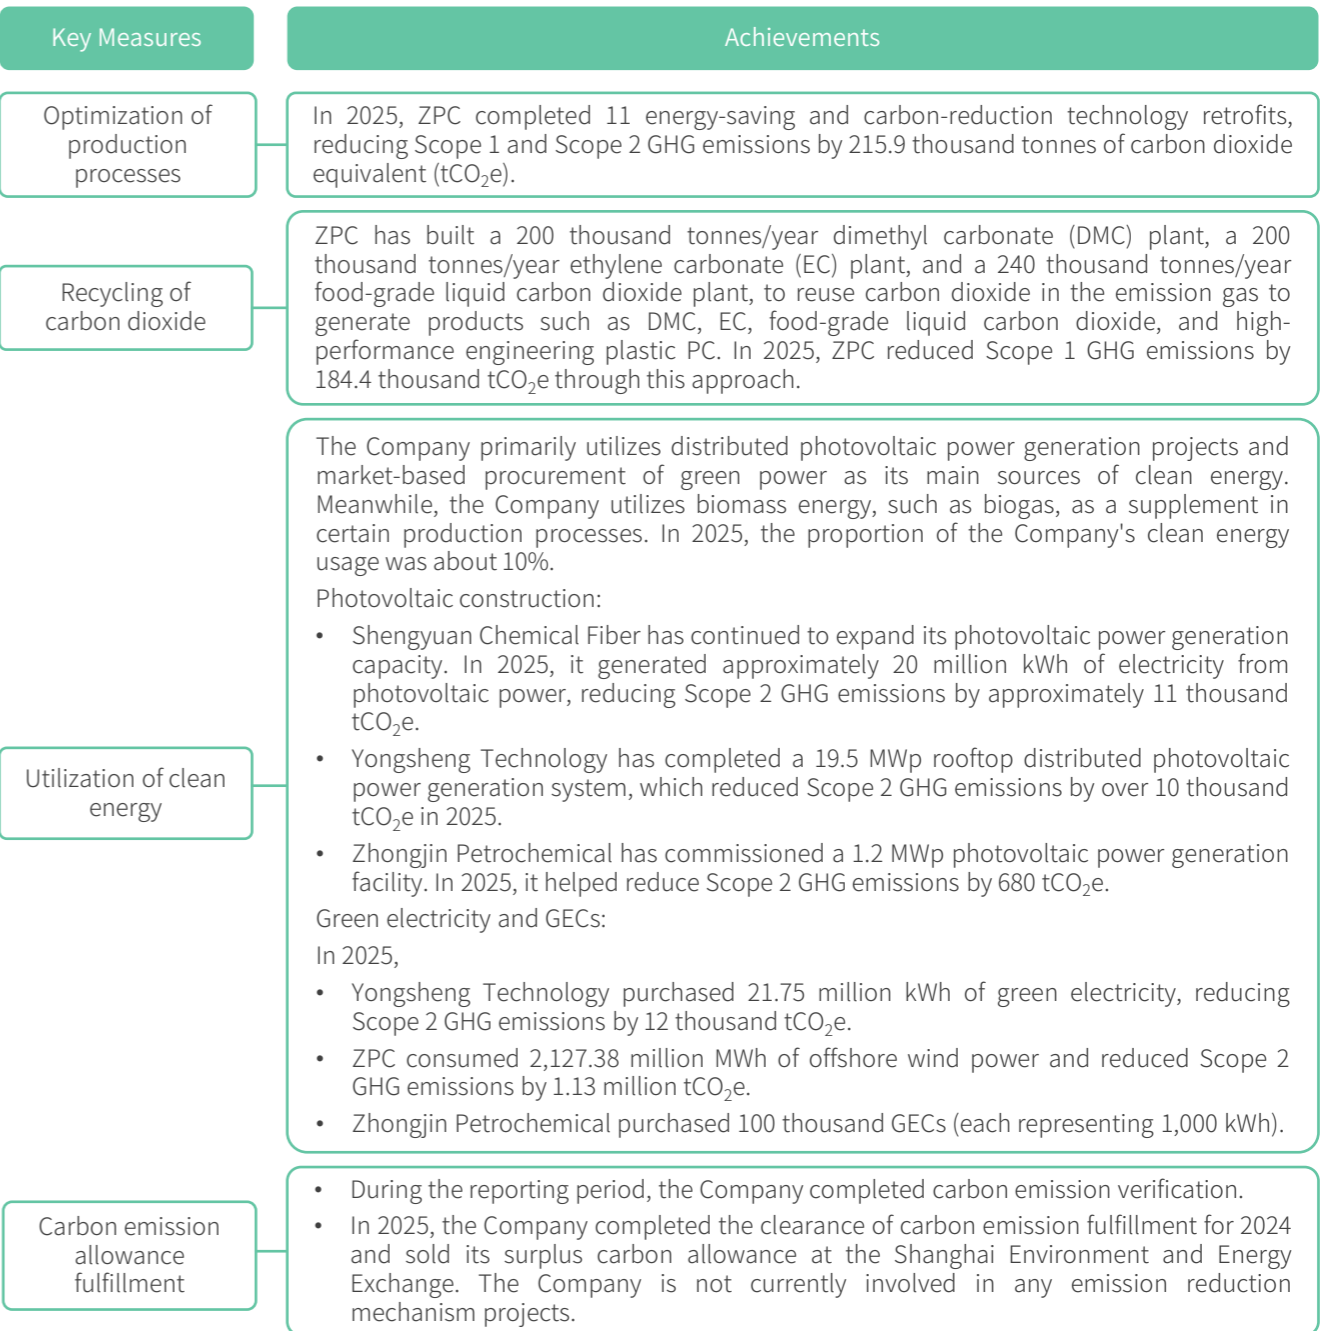 Key Measures
Achievements
Optimization of
production
processes
In 2025, ZPC completed 11 energy-saving and carbon-reduction technology retrofits,
reducing Scope 1 and Scope 2 GHG emissions by 215.9 thousand tonnes of carbon dioxide
equivalent (tCO₂e).
Recycling of
carbon dioxide
ZPC has built a 200 thousand tonnes/year dimethyl carbonate (DMC) plant, a 200
thousand tonnes/year ethylene carbonate (EC) plant, and a 240 thousand tonnes/year
food-grade liquid carbon dioxide plant, to reuse carbon dioxide in the emission gas to
generate products such as DMC, EC, food-grade liquid carbon dioxide, and high-
performance engineering plastic PC. In 2025, ZPC reduced Scope 1 GHG emissions by
184.4 thousand tCO₂e through this approach.
Utilization of clean
energy
The Company primarily utilizes distributed photovoltaic power generation projects and
market-based procurement of green power as its main sources of clean energy.
Meanwhile, the Company utilizes biomass energy, such as biogas, as a supplement in
certain production processes. In 2025, the proportion of the Company's clean energy
usage was about 10%.
Photovoltaic construction:
• Shengyuan Chemical Fiber has continued to expand its photovoltaic power generation
capacity. In 2025, it generated approximately 20 million kWh of electricity from
photovoltaic power, reducing Scope 2 GHG emissions by approximately 11 thousand
tCO₂e.
• Yongsheng Technology has completed a 19.5 MWp rooftop distributed photovoltaic
power generation system, which reduced Scope 2 GHG emissions by over 10 thousand
tCO₂e in 2025.
• Zhongjin Petrochemical has commissioned a 1.2 MWp photovoltaic power generation
facility. In 2025, it helped reduce Scope 2 GHG emissions by 680 tCO₂e.
Green electricity and GECs:
In 2025,
• Yongsheng Technology purchased 21.75 million kWh of green electricity, reducing
Scope 2 GHG emissions by 12 thousand tCO₂e.
• ZPC consumed 2,127.38 million MWh of offshore wind power and reduced Scope 2
GHG emissions by 1.13 million tCO₂e.
• Zhongjin Petrochemical purchased 100 thousand GECs (each representing 1,000 kWh).
Carbon emission
allowance
fulfillment
• During the reporting period, the Company completed carbon emission verification.
• In 2025, the Company completed the clearance of carbon emission fulfillment for 2024
and sold its surplus carbon allowance at the Shanghai Environment and Energy
Exchange. The Company is not currently involved in any emission reduction
mechanism projects.